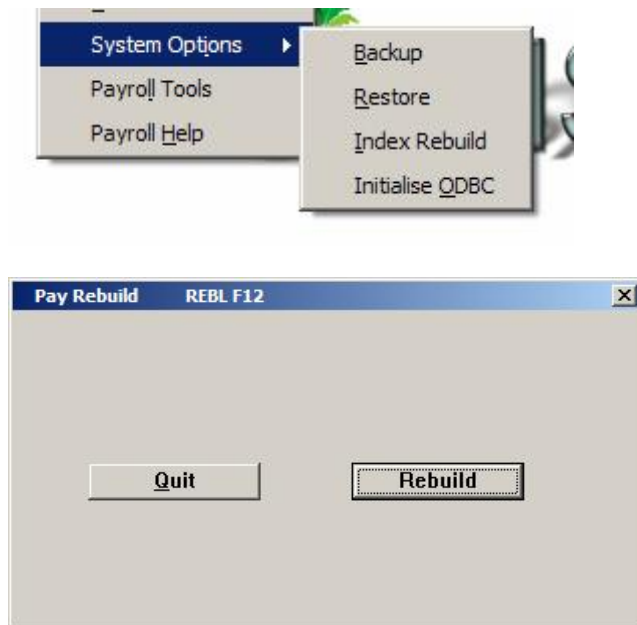 System Options
Payroll Tools
Payroll Help
Backup
Restore
Index Rebuild
Initialise ODBC
Pay Rebuild REBL F12
Quit Rebuild